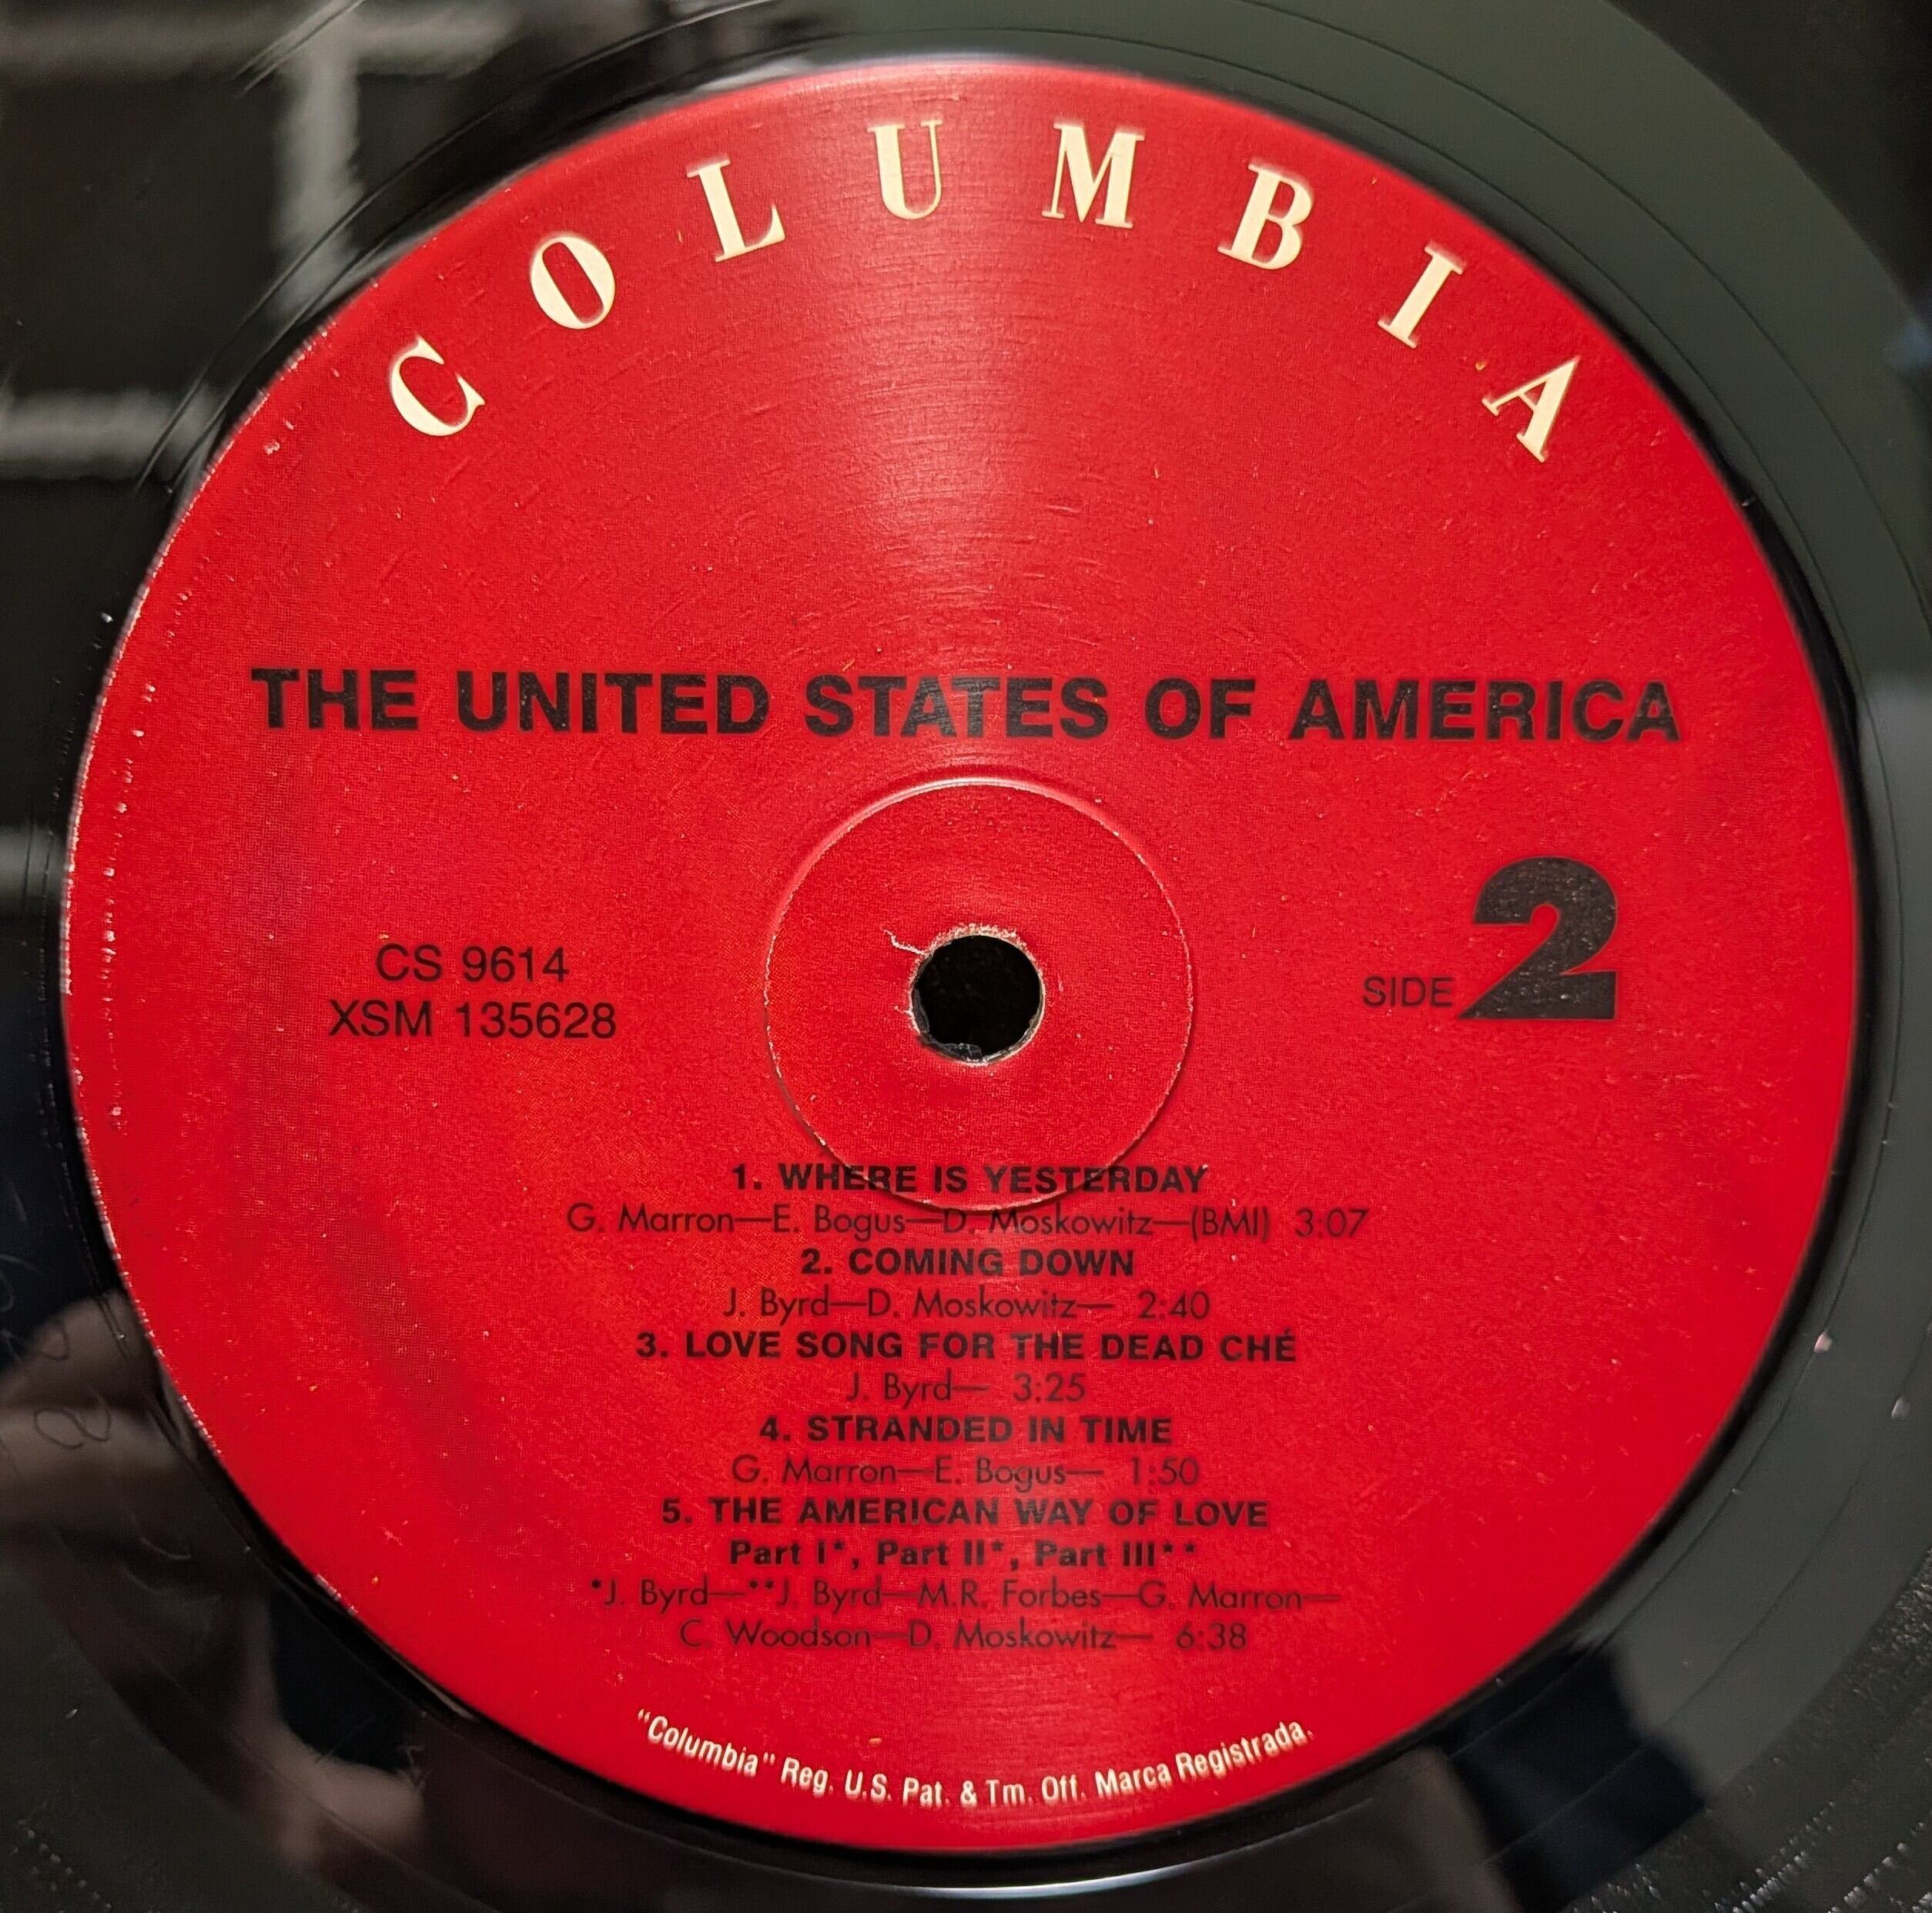 COLUMBIA
THE UNITED STATES OF AMERICA
CS 9614
XSM 135628
SIDE 2
1. WHERE IS YESTERDAY
G. Marron—E. Bogus—D. Moskowitz—(BMI) 3:07
2. COMING DOWN
J. Byrd—D. Moskowitz— 2:40
3. LOVE SONG FOR THE DEAD CHÉ
J. Byrd— 3:25
4. STRANDED IN TIME
G. Marron—E. Bogus— 1:50
5. THE AMERICAN WAY OF LOVE
Part I*, Part II*, Part III**
*J. Byrd—**J. Byrd—M.R. Forbes—G. Marron—
C. Woodson—D. Moskowitz— 6:38
"Columbia" Reg. U.S. Pat. & Tm. Off. Marca Registrada.